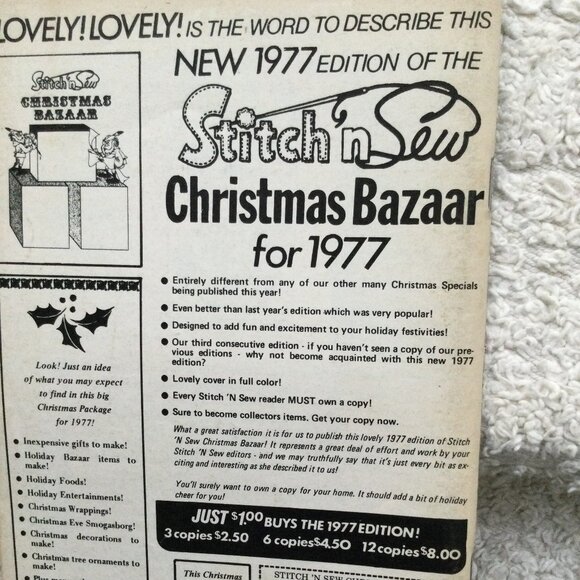 LOVELY! LOVELY! IS THE WORD TO DESCRIBE THIS
NEW 1977 EDITION OF THE
Stitch 'n Sew
Christmas Bazaar
for 1977
Stitch 'n Sew
CHRISTMAS
BAZAAR
● Entirely different from any of our other many Christmas Specials
being published this year!
● Even better than last year's edition which was very popular!
● Designed to add fun and excitement to your holiday festivities!
● Our third consecutive edition - if you haven't seen a copy of our pre-
vious editions - why not become acquainted with this new 1977
edition?
● Lovely cover in full color!
● Every Stitch 'N Sew reader MUST own a copy!
● Sure to become collectors items. Get your copy now.
What a great satisfaction it is for us to publish this lovely 1977 edition of Stitch
'N Sew Christmas Bazaar! It represents a great deal of effort and work by your
Stitch 'N Sew editors - and we may truthfully say that it's just every bit as ex-
citing and interesting as she described it to us!
You'll surely want to own a copy for your home. It should add a bit of holiday
cheer for you!
JUST $1.00 BUYS THE 1977 EDITION!
3 copies $2.50 6 copies $4.50 12 copies $8.00
Look! Just an idea
of what you may expect
to find in this big
Christmas Package
for 1977!
● Inexpensive gifts to make!
● Holiday Bazaar items to
make!
● Holiday Foods!
● Holiday Entertainments!
● Christmas Wrappings!
● Christmas Eve Smogasborg!
● Christmas decorations to
make!
● Christmas tree ornaments to
make!
This Christmas
STITCH 'N SEW